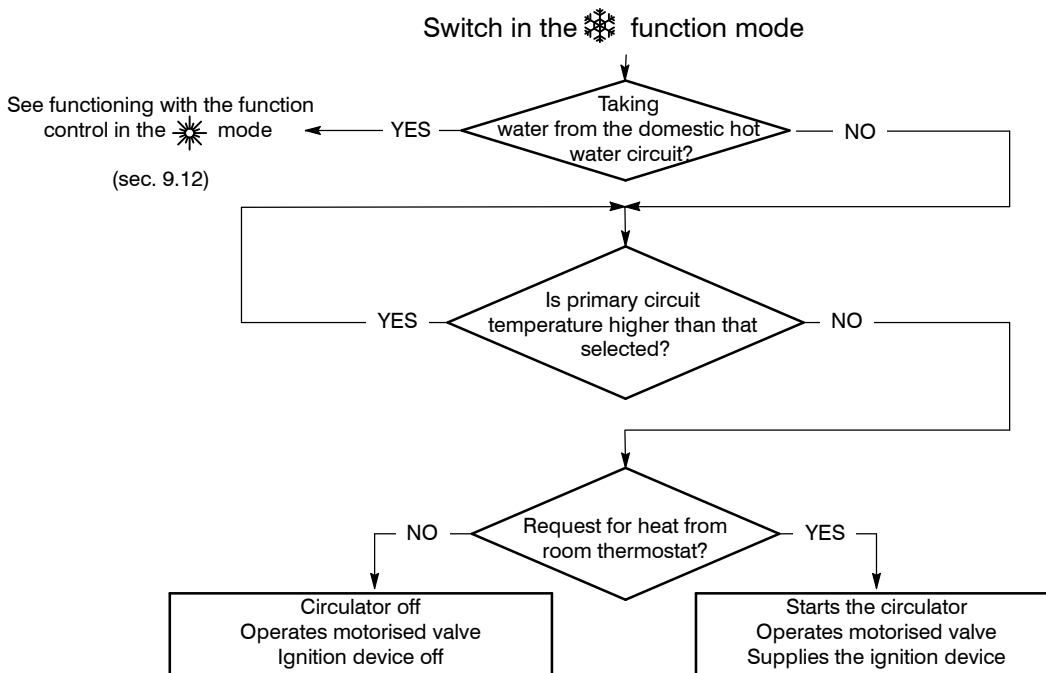 Switch in the function mode
See functioning with the function
control in the mode
(sec. 9.12)
YES
Taking
water from the domestic hot
water circuit?
NO
YES
Is primary circuit
temperature higher than that
selected?
NO
NO
Request for heat from
room thermostat?
YES
Circulator off
Operates motorised valve
Ignition device off
Starts the circulator
Operates motorised valve
Supplies the ignition device